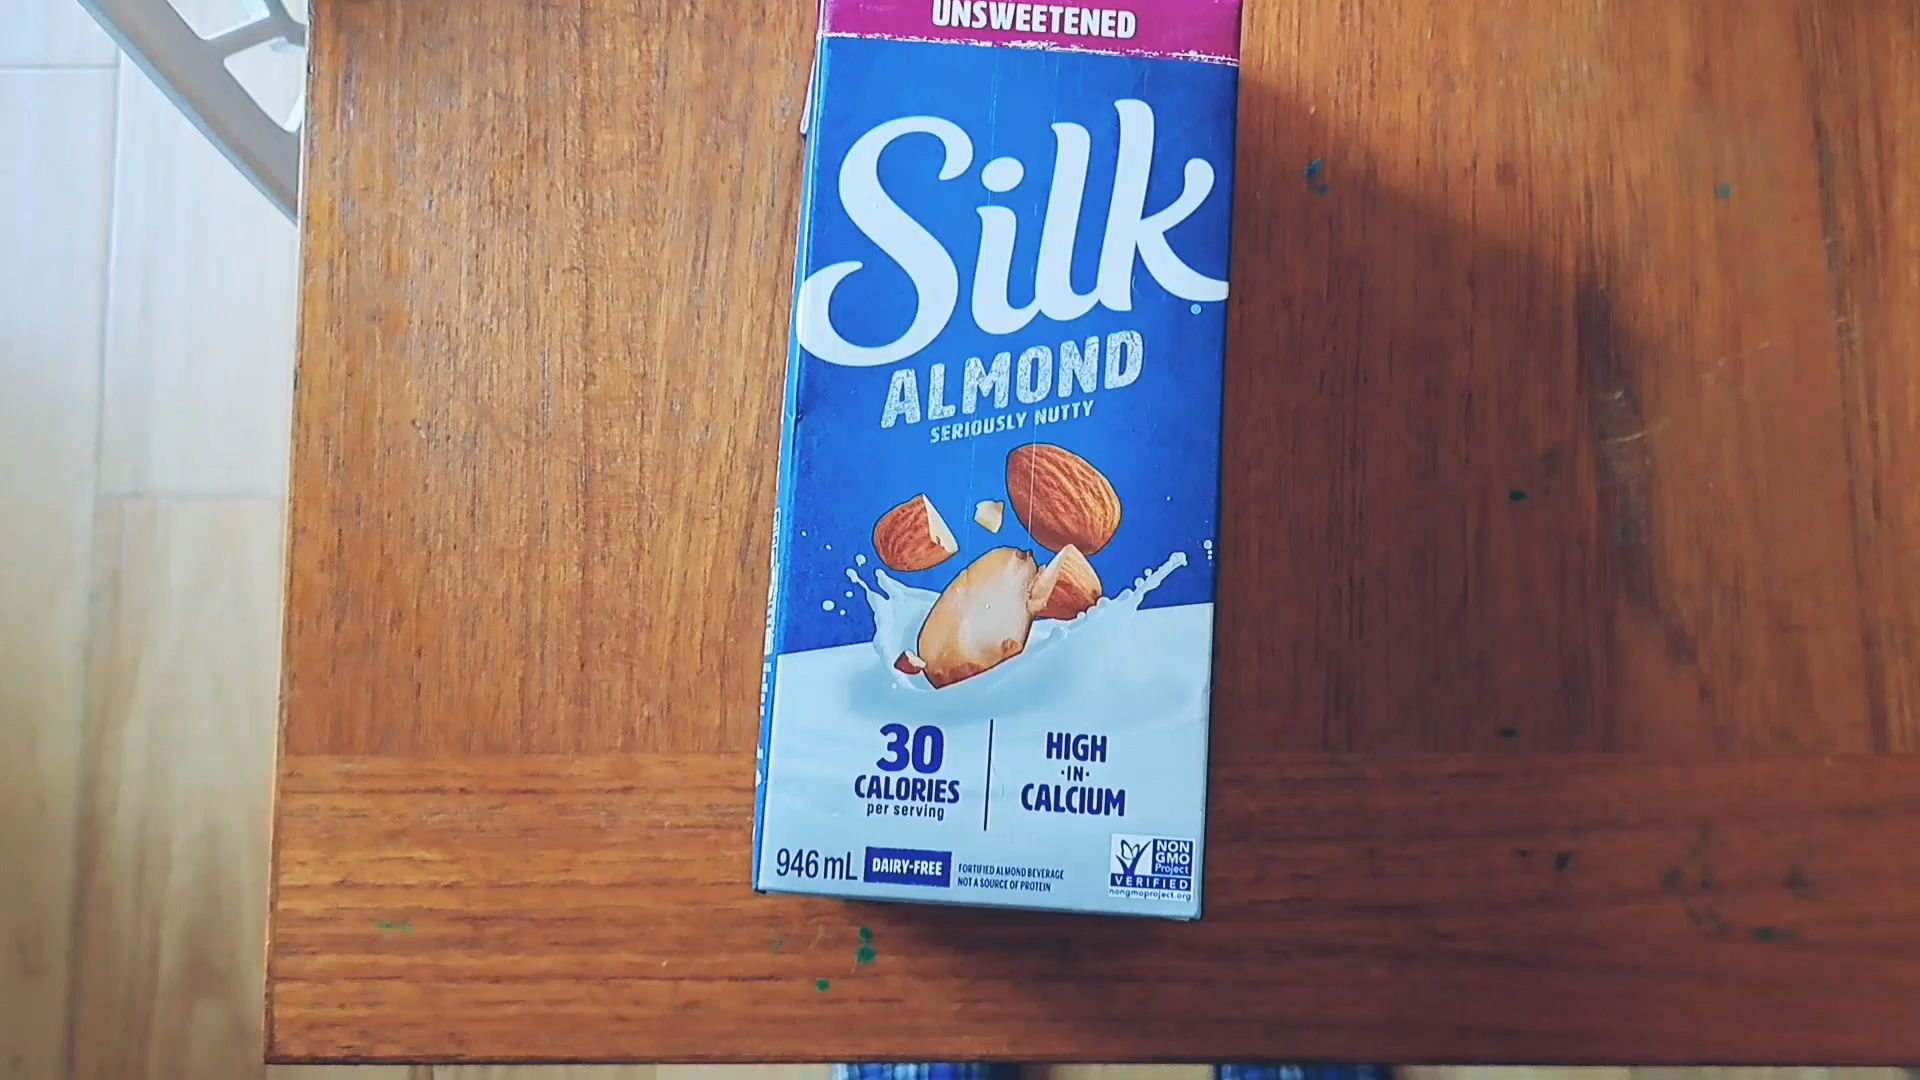 UNSWEETENED
Silk
ALMOND
SERIOUSLY NUTTY
30
CALORIES
per serving
HIGH
·IN·
CALCIUM
946 mL
DAIRY-FREE
FORTIFIED ALMOND BEVERAGE
NOT A SOURCE OF PROTEIN
NON
GMO
Project
VERIFIED
nongmoproject.org